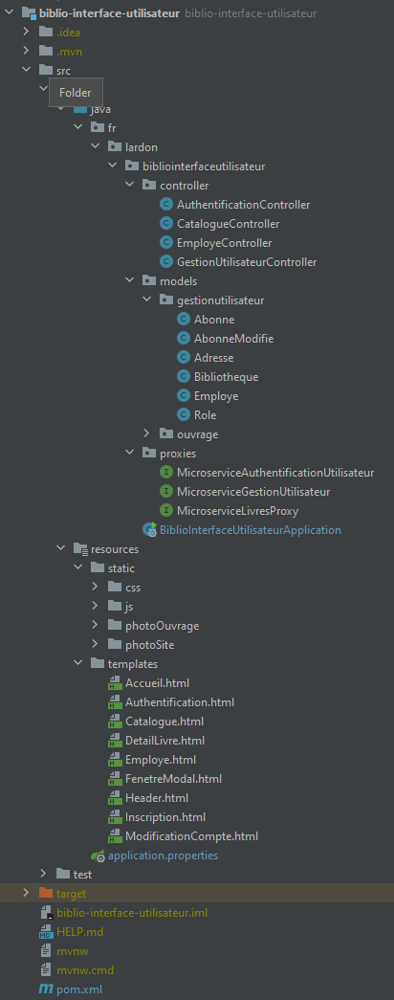 biblio-interface-utilisateur biblio-interface-utilisateur
.idea
.mvn
src
Folder
java
fr
lardon
bibliointerfaceutilisateur
controller
AuthentificationController
CatalogueController
EmployeController
GestionUtilisateurController
models
gestionutilisateur
Abonne
AbonneModifie
Adresse
Bibliotheque
Employe
Role
ouvrage
proxies
MicroserviceAuthentificationUtilisateur
MicroserviceGestionUtilisateur
MicroserviceLivresProxy
BiblioInterfaceUtilisateurApplication
resources
static
css
js
photoOuvrage
photoSite
templates
Accueil.html
Authentification.html
Catalogue.html
DetailLivre.html
Employe.html
FenetreModal.html
Header.html
Inscription.html
ModificationCompte.html
application.properties
test
target
biblio-interface-utilisateur.iml
HELP.md
mvnw
mvnw.cmd
pom.xml